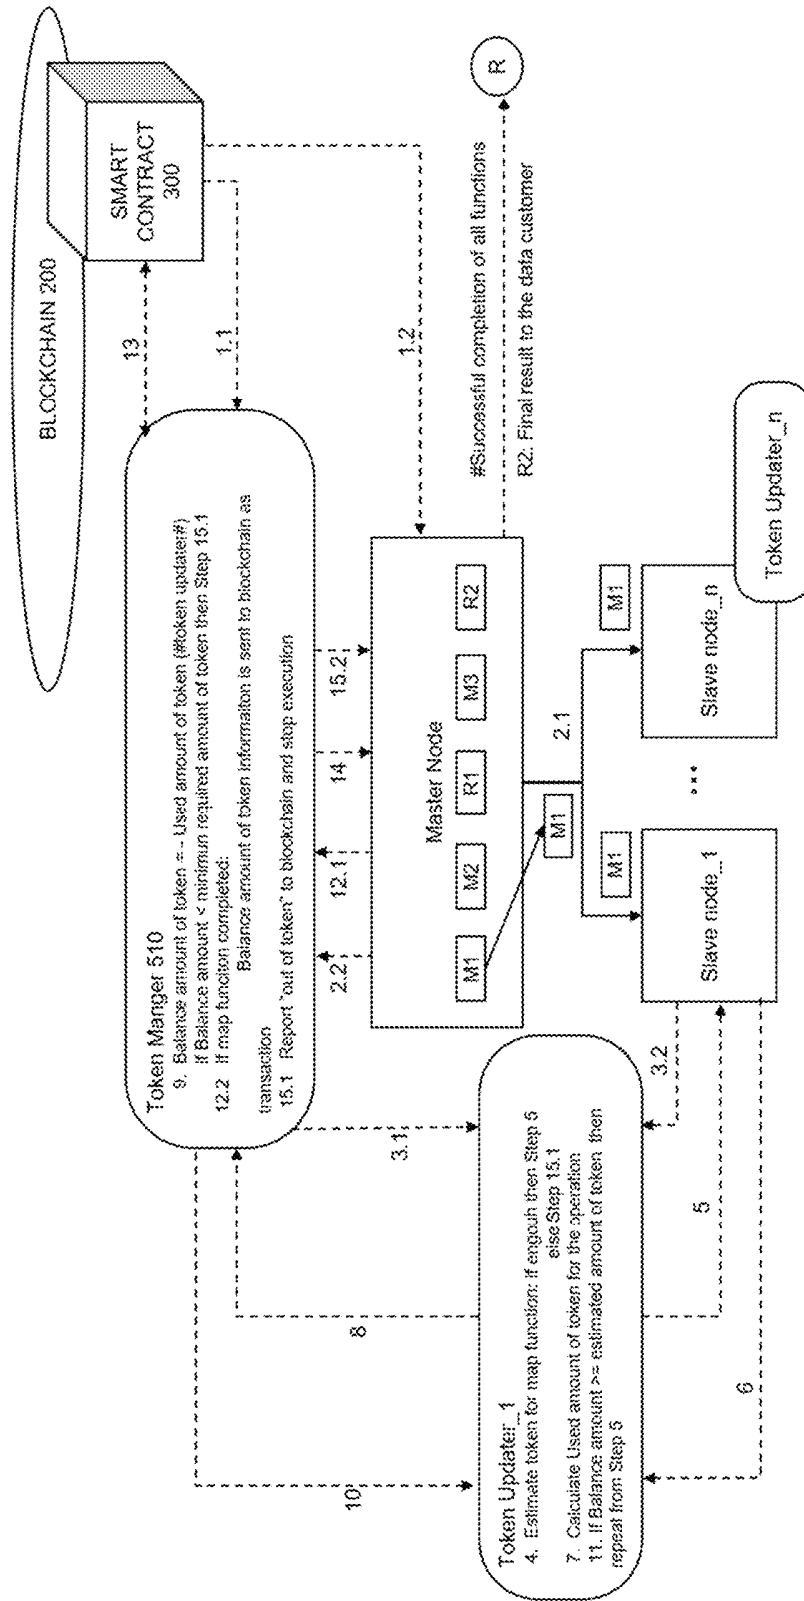 BLOCKCHAIN 200
SMART
CONTRACT
300
13
1.1
1.2
Token Manger 510
9. Balance amount of token = - Used amount of token (#token updater#)
If Balance amount < minimun required amount of token then Step 15.1
12.2 If map funciton completed:
Balance amount of token informaiton is sent to blockchain as
transaction
15.1 Report "out of token" to blockchain and stop execution
2.2
12.1
14
15.2
Master Node
M1
M2
R1
M3
R2
R
#Successful completion of all functions
R2: Final result to the data customer
M1
2.1
M1
M1
Slave node_1
...
Slave node_n
Token Updater_n
10
8
3.1
3.2
5
6
Token Updater_1
4. Estimate token for map function: If engouh then Step 5
else Step 15.1
7. Calculate Used amount of token for the operation
11. If Balance amount >= estimated amount of token then
repeat from Step 5